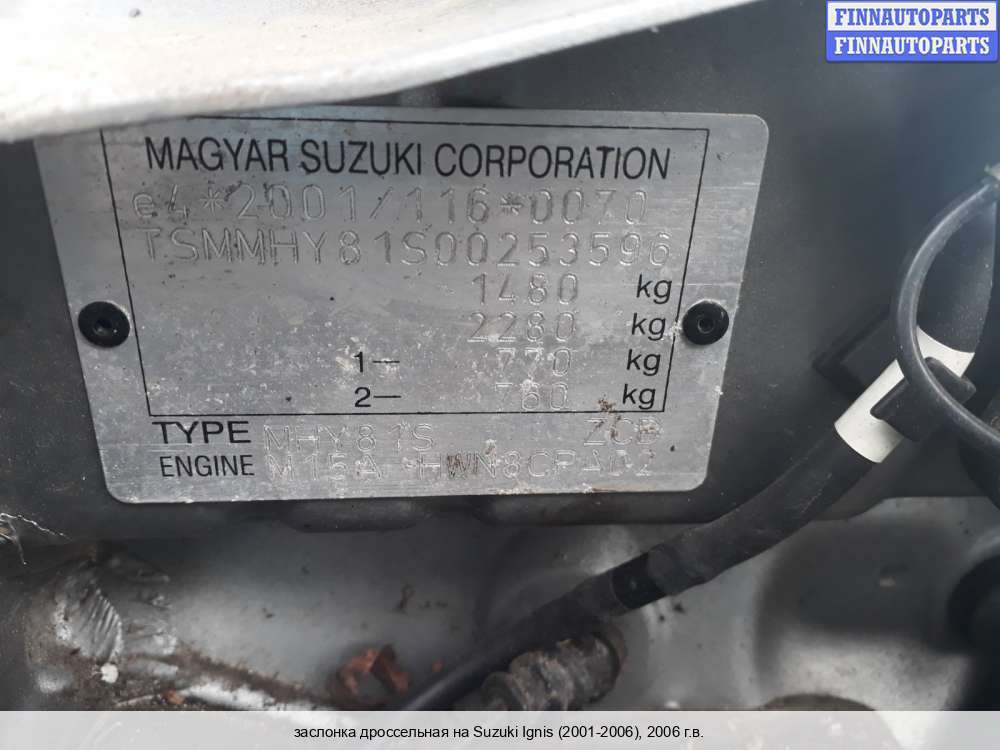 FINNAUTOPARTS
FINNAUTOPARTS
MAGYAR SUZUKI CORPORATION
e4*2001/116*0070
TSMMHY81S00253596
1480 kg
2280 kg
1— 770 kg
2— 760 kg
TYPE MHY81S ZCB
ENGINE M15A
заслонка дроссельная на Suzuki Ignis (2001-2006), 2006 г.в.